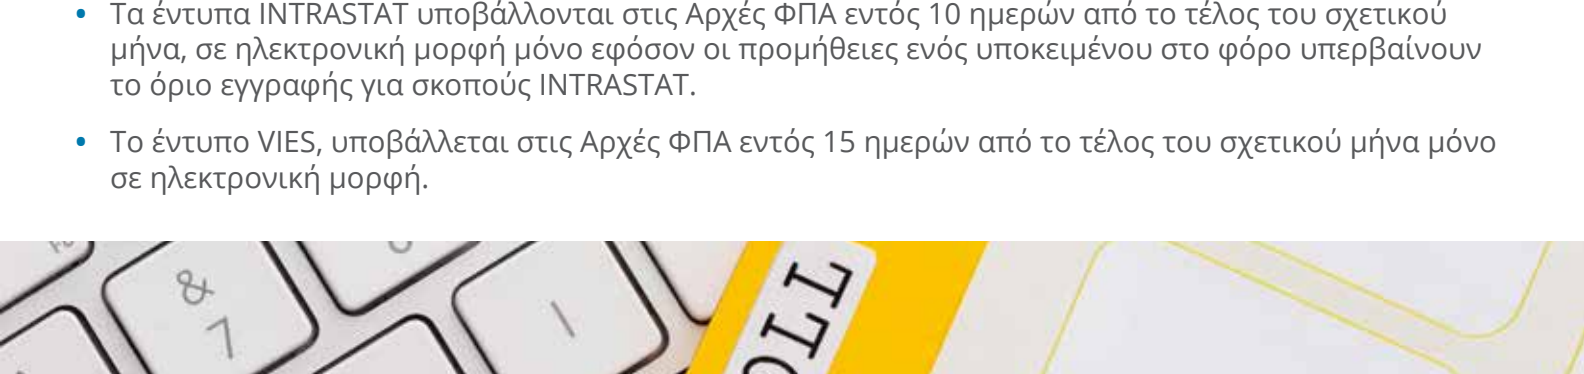 • Τα έντυπα INTRASTAT υποβάλλονται στις Αρχές ΦΠΑ εντός 10 ημερών από το τέλος του σχετικού
μήνα, σε ηλεκτρονική μορφή μόνο εφόσον οι προμήθειες ενός υποκειμένου στο φόρο υπερβαίνουν
το όριο εγγραφής για σκοπούς INTRASTAT.
• Το έντυπο VIES, υποβάλλεται στις Αρχές ΦΠΑ εντός 15 ημερών από το τέλος του σχετικού μήνα μόνο
σε ηλεκτρονική μορφή.
&
7